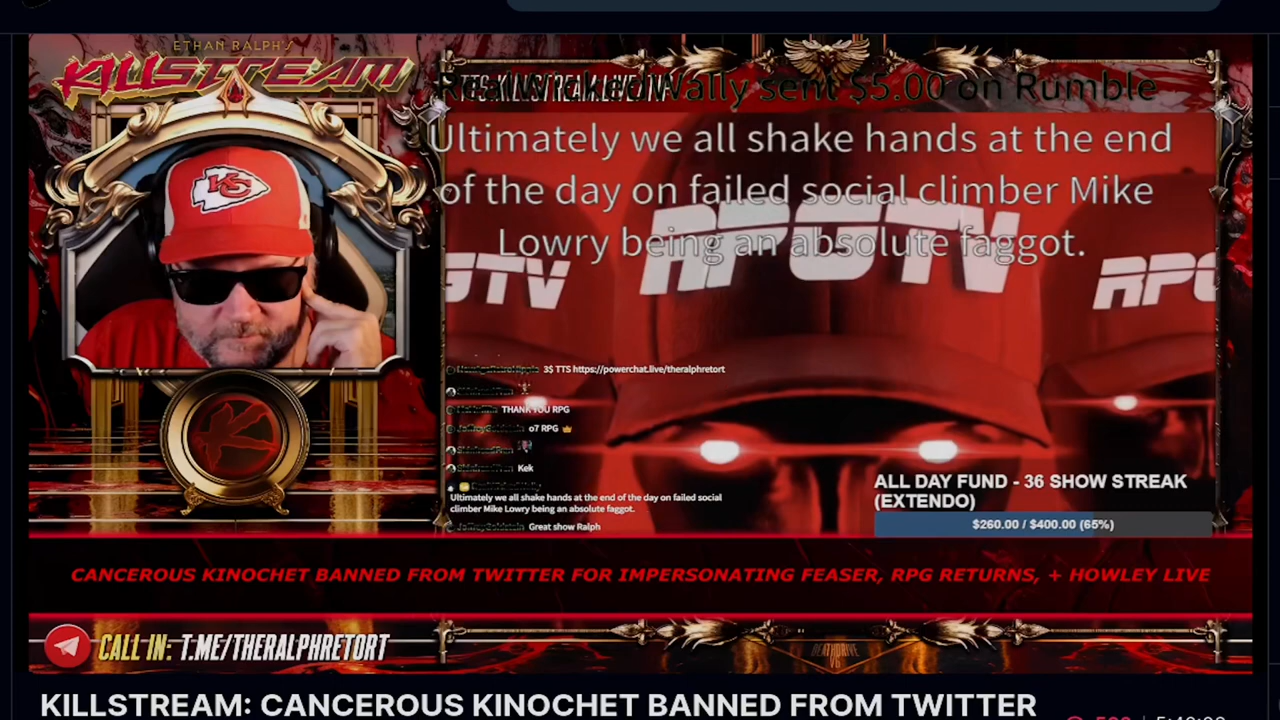 ETHAN RALPH'S
KILLSTREAM
sent $5.00 on Rumble
Ultimately we all shake hands at the end
of the day on failed social climber Mike
Lowry being an absolute faggot.
RPGTV
GTV
RPG
KC
3$ TTS https://powerchat.live/theralphretort
THANK YOU RPG
o7 RPG
Kek
Ultimately we all shake hands at the end of the day on failed social
climber Mike Lowry being an absolute faggot.
Great show Ralph
ALL DAY FUND - 36 SHOW STREAK
(EXTENDO)
$260.00 / $400.00 (65%)
CANCEROUS KINOCHET BANNED FROM TWITTER FOR IMPERSONATING FEASER, RPG RETURNS, + HOWLEY LIVE
CALL IN: T.ME/THERALPHRETORT
KILLSTREAM: CANCEROUS KINOCHET BANNED FROM TWITTER